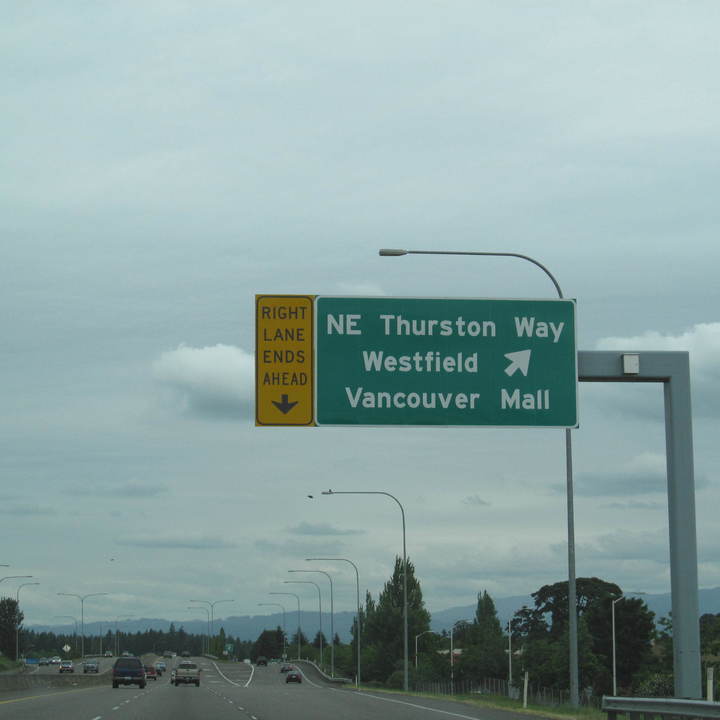 RIGHT
LANE
ENDS
AHEAD
NE Thurston Way
Westfield
Vancouver Mall